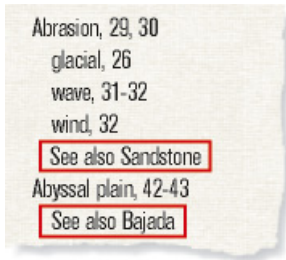 Abrasion, 29, 30
glacial, 26
wave, 31-32
wind, 32
See also Sandstone
Abyssal plain, 42-43
See also Bajada